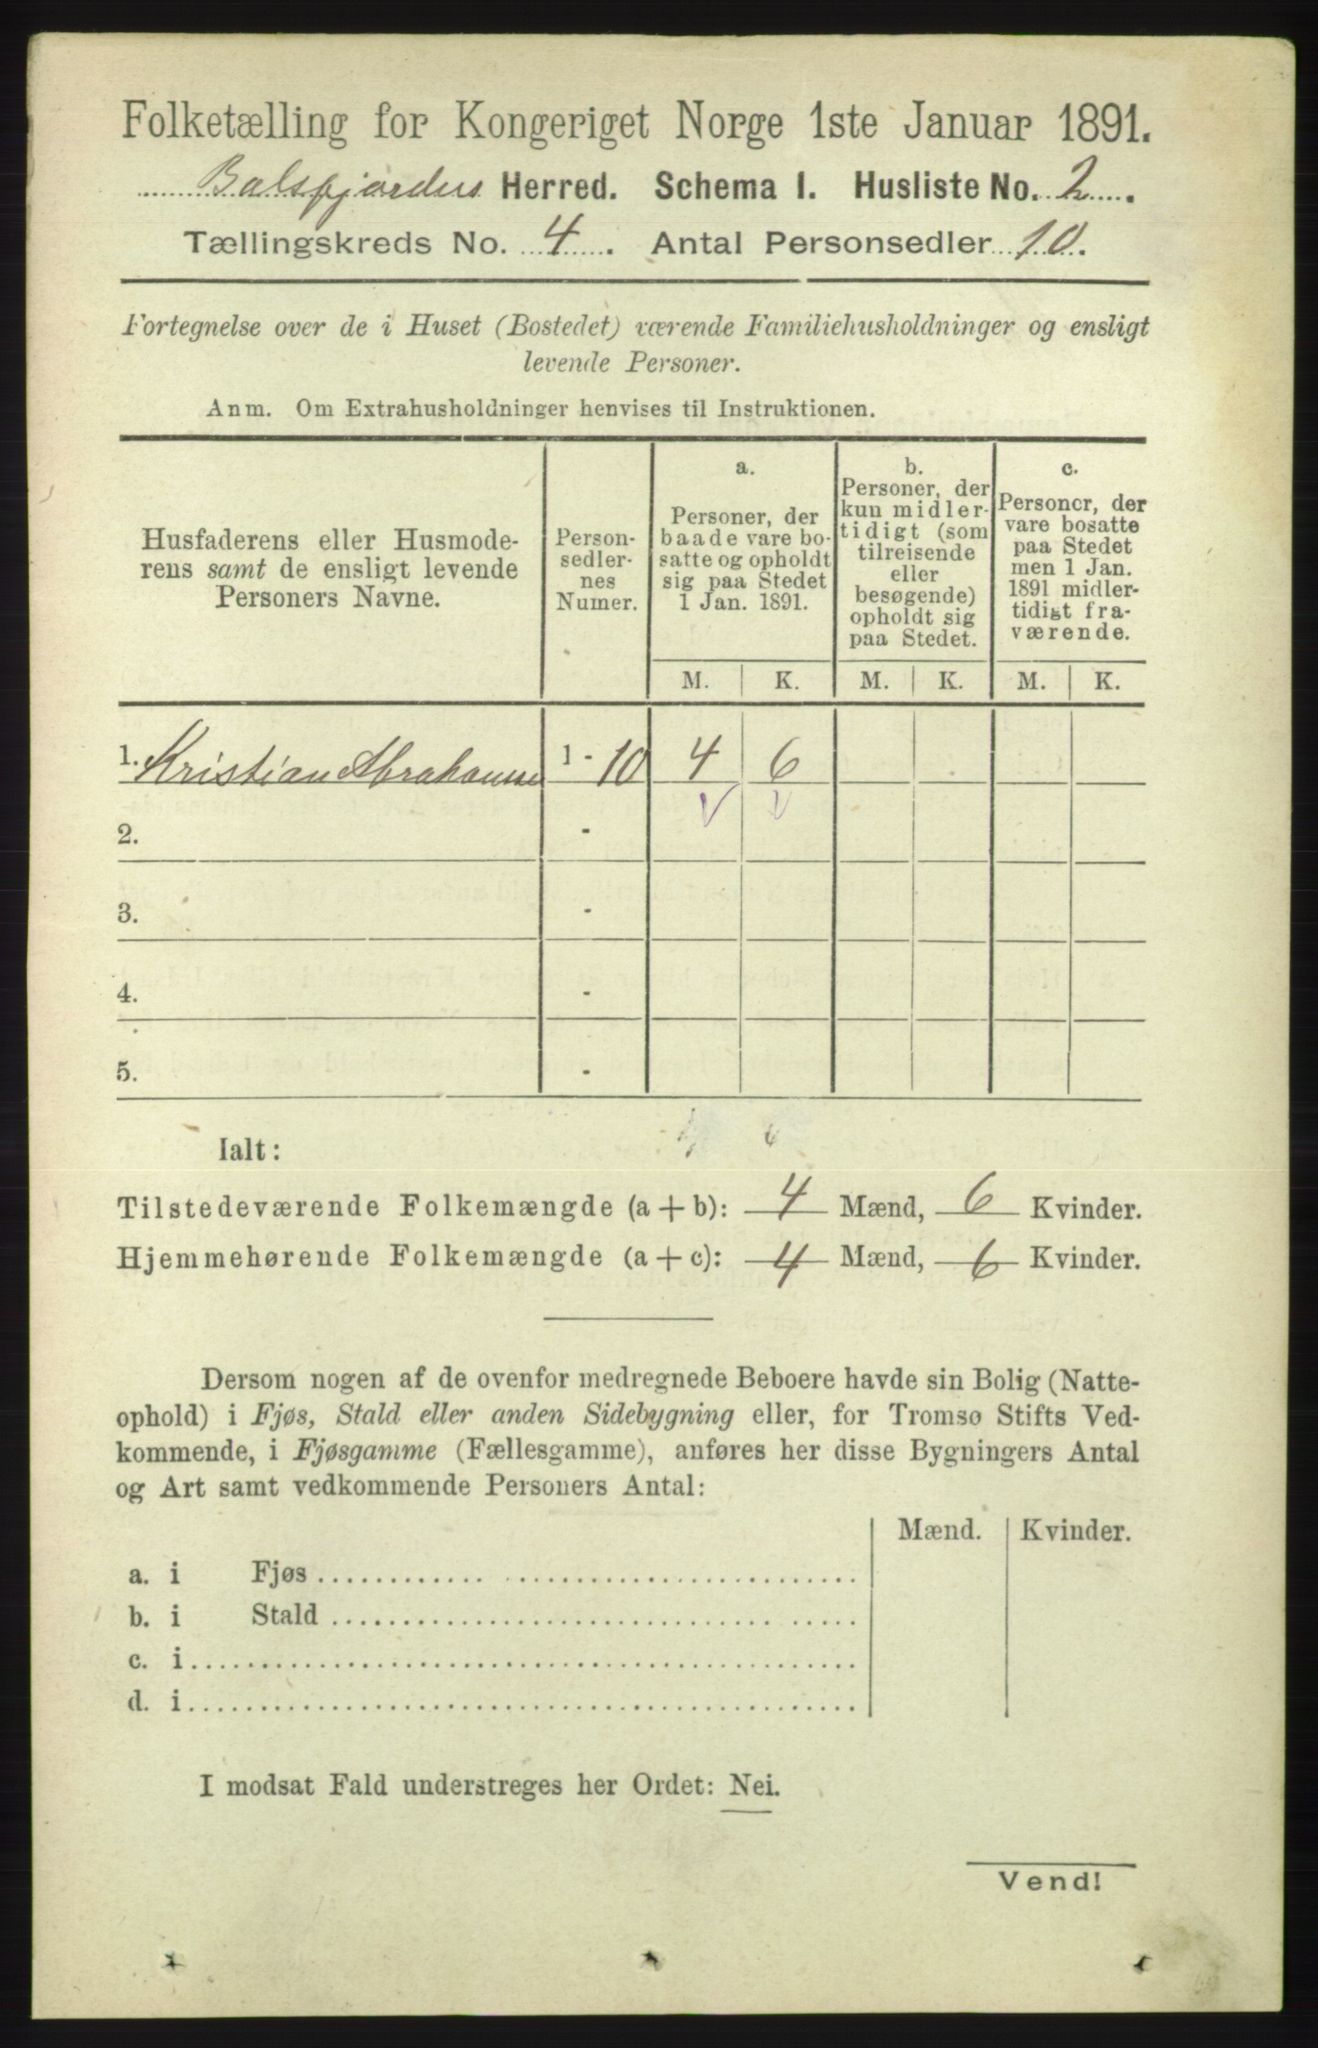 Folketælling for Kongeriget Norge 1ste Januar 1891.
Balsfjordens Herred. Schema I. Husliste No. 2.
Tællingskreds No. 4. Antal Personsedler 10.
Fortegnelse over de i Huset (Bostedet) værende Familiehusholdninger og ensligt
levende Personer.
Anm. Om Extrahusholdninger henvises til Instruktionen.
Husfaderens eller Husmode-
rens samt de ensligt levende
Personers Navne.
Person-
sedler-
nes
Numer.
a.
Personer, der
baade vare bo-
satte og opholdt
sig paa Stedet
1 Jan. 1891.
b.
Personer, der
kun midler-
tidigt (som
tilreisende
eller
besøgende)
opholdt sig
paa Stedet.
c.
Personer, der
vare bosatte
paa Stedet
men 1 Jan.
1891 midler-
tidigt fra-
værende.
M. K. M. K. M. K.
1. Kristian Abrahamsen 1 - 10 4 6
2. -
3. -
4. -
5. -
Ialt: 4 6
Tilstedeværende Folkemængde (a + b): 4 Mænd, 6 Kvinder.
Hjemmehørende Folkemængde (a + c): 4 Mænd, 6 Kvinder.
Dersom nogen af de ovenfor medregnede Beboere havde sin Bolig (Natte-
ophold) i Fjøs, Stald eller anden Sidebygning eller, for Tromsø Stifts Ved-
kommende, i Fjøsgamme (Fællesgamme), anføres her disse Bygningers Antal
og Art samt vedkommende Personers Antal:
Mænd. Kvinder.
a. i Fjøs
b. i Stald
c. i
d. i
I modsat Fald understreges her Ordet: Nei.
Vend!